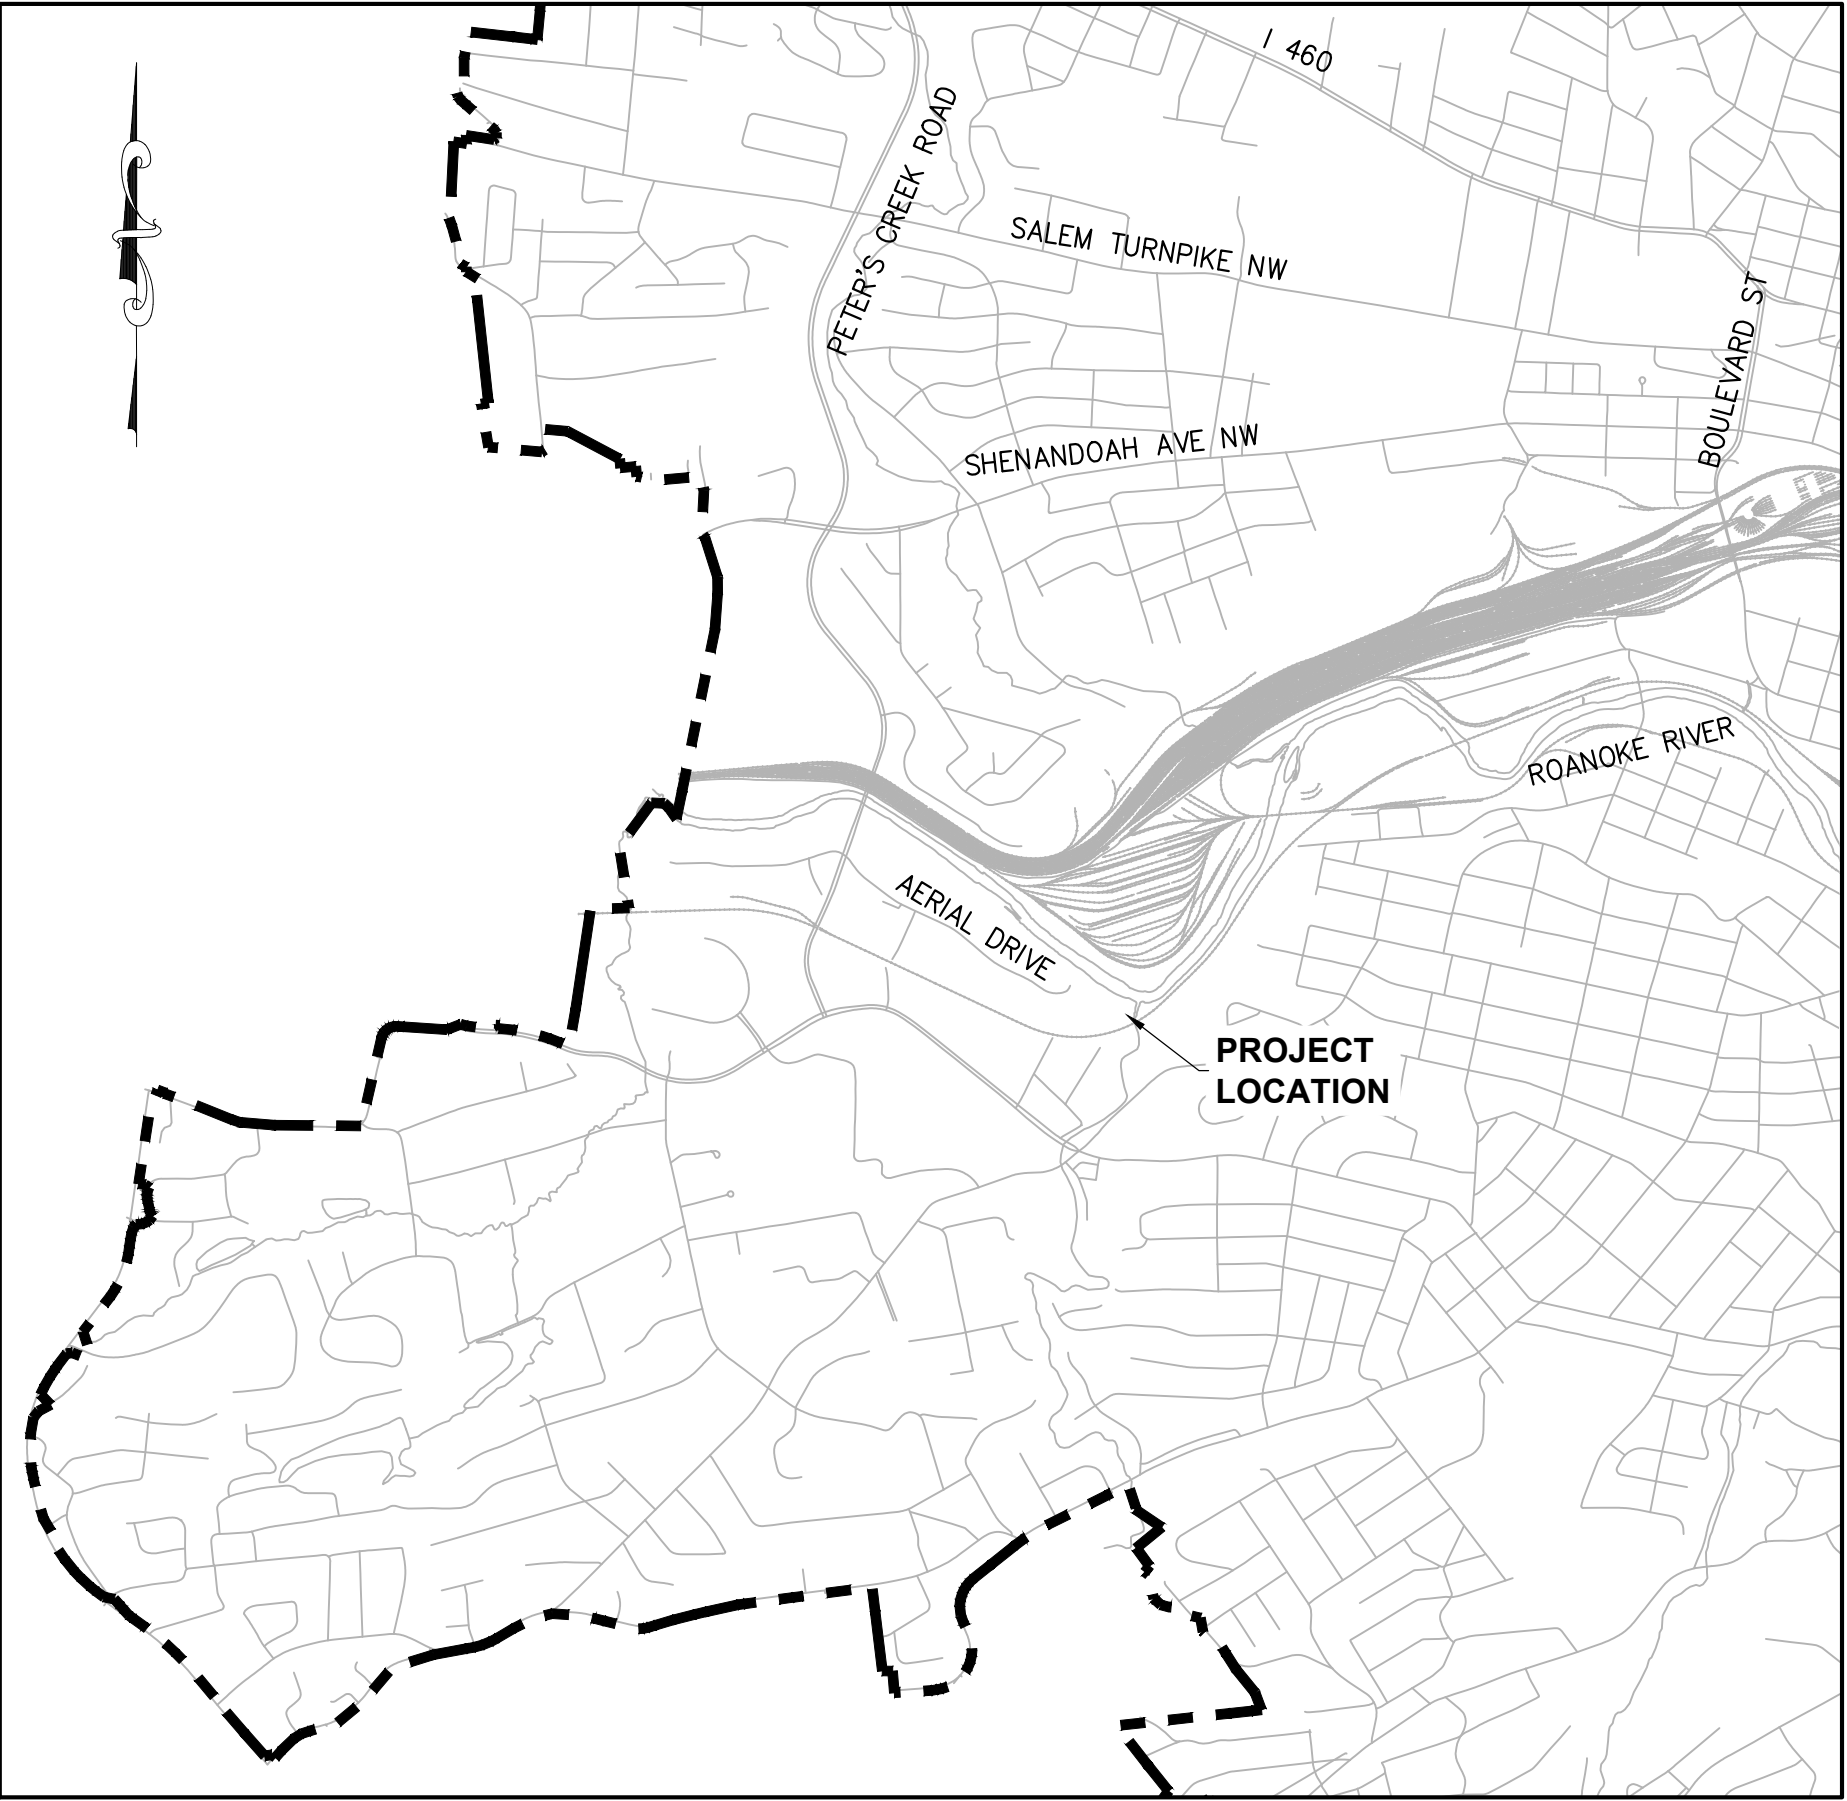 I 460
PETER'S CREEK ROAD
SALEM TURNPIKE NW
BOULEVARD ST
SHENANDOAH AVE NW
ROANOKE RIVER
AERIAL DRIVE
PROJECT
LOCATION